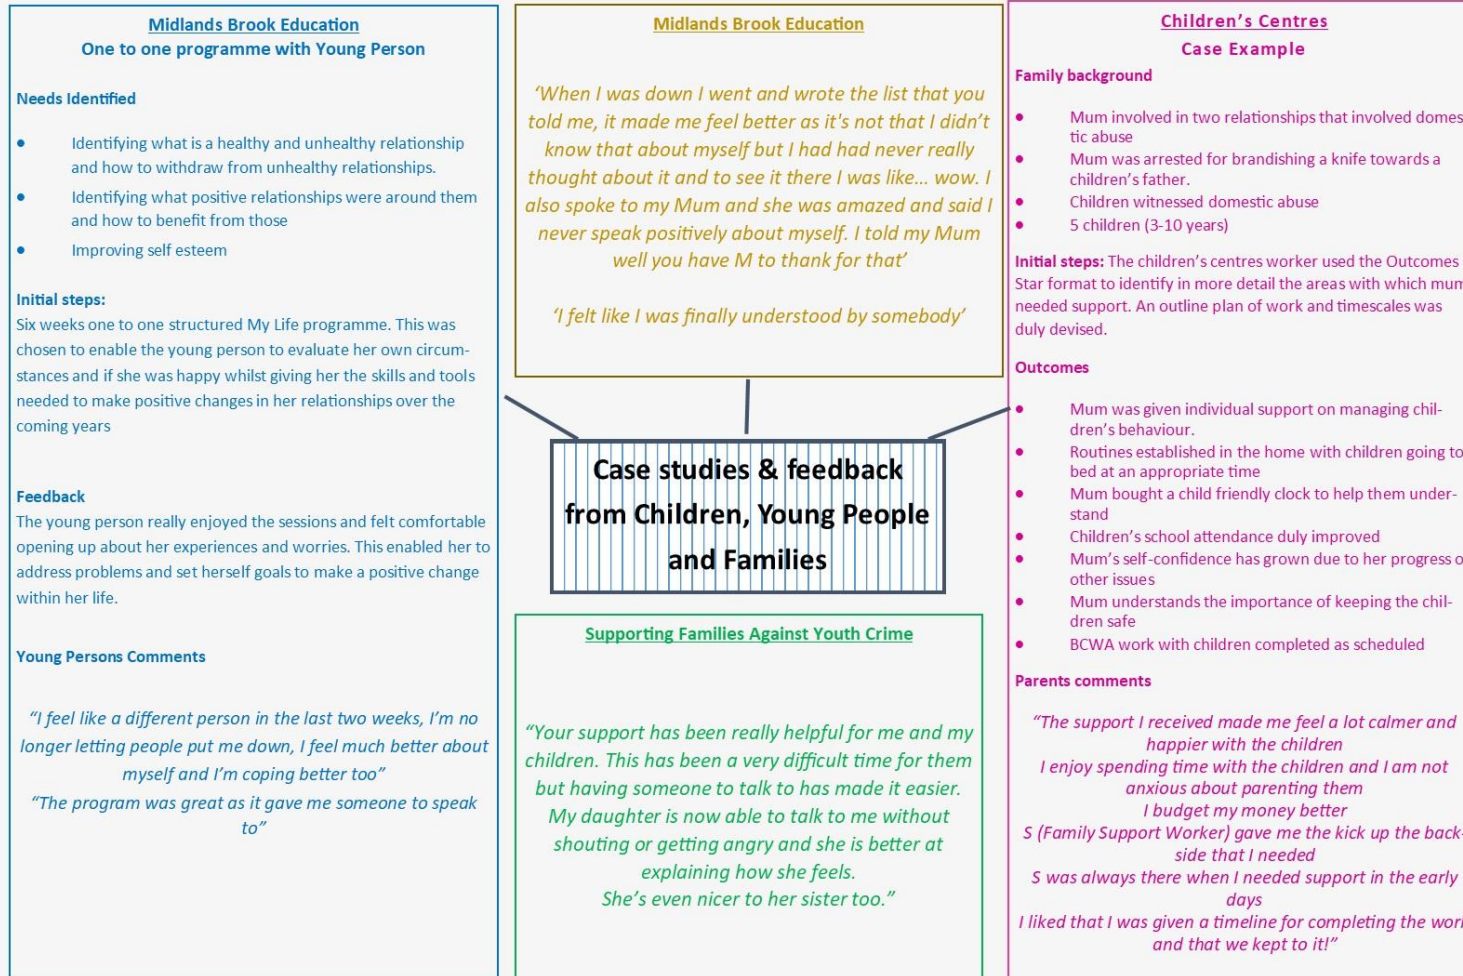 Midlands Brook Education
One to one programme with Young Person
Needs Identified
• Identifying what is a healthy and unhealthy relationship
and how to withdraw from unhealthy relationships.
• Identifying what positive relationships were around them
and how to benefit from those
• Improving self esteem
Initial steps:
Six weeks one to one structured My Life programme. This was
chosen to enable the young person to evaluate her own circum-
stances and if she was happy whilst giving her the skills and tools
needed to make positive changes in her relationships over the
coming years
Feedback
The young person really enjoyed the sessions and felt comfortable
opening up about her experiences and worries. This enabled her to
address problems and set herself goals to make a positive change
within her life.
Young Persons Comments
“I feel like a different person in the last two weeks, I’m no
longer letting people put me down, I feel much better about
myself and I’m coping better too”
“The program was great as it gave me someone to speak
to”
Midlands Brook Education
‘When I was down I went and wrote the list that you
told me, it made me feel better as it's not that I didn’t
know that about myself but I had had never really
thought about it and to see it there I was like… wow. I
also spoke to my Mum and she was amazed and said I
never speak positively about myself. I told my Mum
well you have M to thank for that’
‘I felt like I was finally understood by somebody’
Case studies & feedback
from Children, Young People
and Families
Supporting Families Against Youth Crime
“Your support has been really helpful for me and my
children. This has been a very difficult time for them
but having someone to talk to has made it easier.
My daughter is now able to talk to me without
shouting or getting angry and she is better at
explaining how she feels.
She’s even nicer to her sister too.”
Children’s Centres
Case Example
Family background
• Mum involved in two relationships that involved domes
tic abuse
• Mum was arrested for brandishing a knife towards a
children’s father.
• Children witnessed domestic abuse
• 5 children (3-10 years)
Initial steps: The children’s centres worker used the Outcomes
Star format to identify in more detail the areas with which mum
needed support. An outline plan of work and timescales was
duly devised.
Outcomes
• Mum was given individual support on managing chil-
dren’s behaviour.
• Routines established in the home with children going to
bed at an appropriate time
• Mum bought a child friendly clock to help them under-
stand
• Children’s school attendance duly improved
• Mum’s self-confidence has grown due to her progress
other issues
• Mum understands the importance of keeping the chil-
dren safe
• BCWA work with children completed as scheduled
Parents comments
“The support I received made me feel a lot calmer and
happier with the children
I enjoy spending time with the children and I am not
anxious about parenting them
I budget my money better
S (Family Support Worker) gave me the kick up the back-
side that I needed
S was always there when I needed support in the early
days
I liked that I was given a timeline for completing the work
and that we kept to it!”